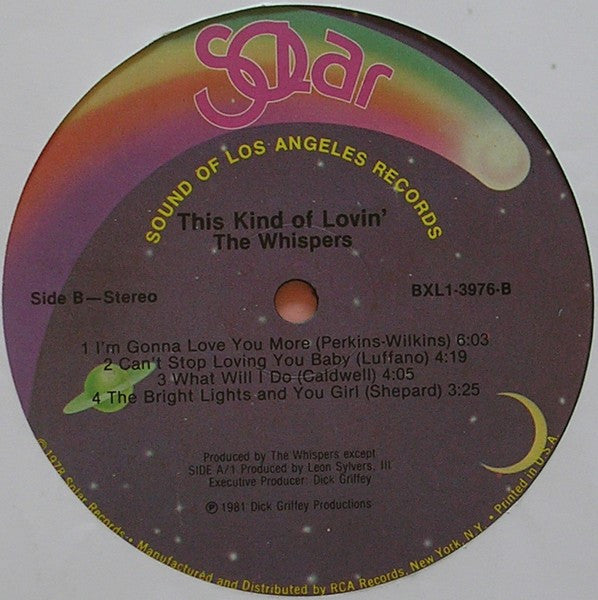 Solar
SOUND OF LOS ANGELES RECORDS
This Kind of Lovin'
The Whispers
Side B—Stereo
BXL1-3976-B
1 I'm Gonna Love You More (Perkins-Wilkins) 6:03
2 Can't Stop Loving You Baby (Luffano) 4:19
3 What Will I Do (Caldwell) 4:05
4 The Bright Lights and You Girl (Shepard) 3:25
Produced by The Whispers except
SIDE A/1 Produced by Leon Sylvers, III
Executive Producer: Dick Griffey
℗ 1981 Dick Griffey Productions
© 1978 Solar Records • Manufactured and Distributed by RCA Records, New York, N.Y. • Printed in U.S.A.